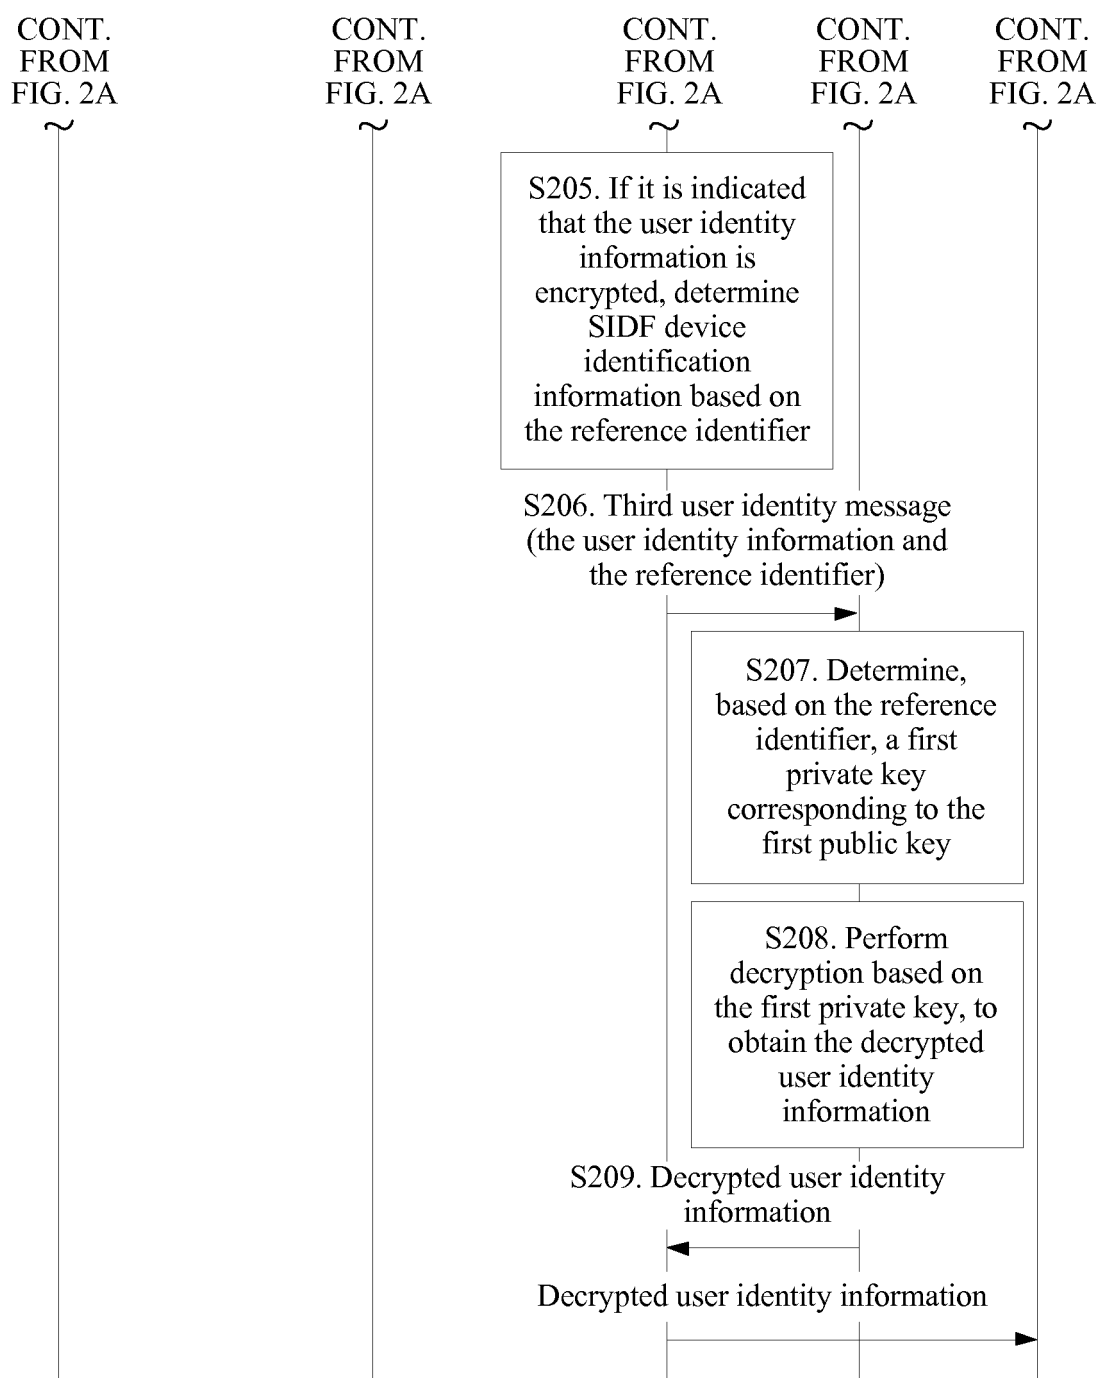 CONT.
FROM
FIG. 2A
CONT.
FROM
FIG. 2A
CONT.
FROM
FIG. 2A
CONT.
FROM
FIG. 2A
CONT.
FROM
FIG. 2A
S205. If it is indicated
that the user identity
information is
encrypted, determine
SIDF device
identification
information based on
the reference identifier
S206. Third user identity message
(the user identity information and
the reference identifier)
S207. Determine,
based on the reference
identifier, a first
private key
corresponding to the
first public key
S208. Perform
decryption based on
the first private key, to
obtain the decrypted
user identity
information
S209. Decrypted user identity
information
Decrypted user identity information